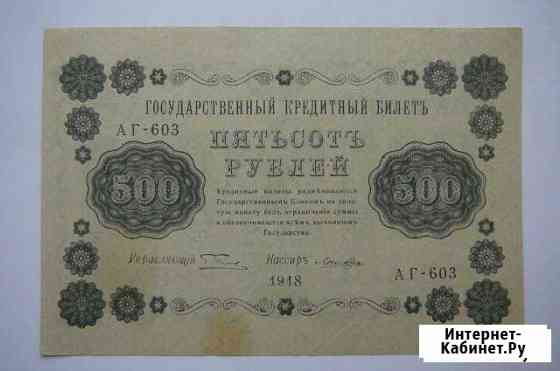 ГОСУДАРСТВЕННЫЙ КРЕДИТНЫЙ БИЛЕТЪ
АГ-603
ПЯТЬСОТЪ
РУБЛЕЙ
500
500
Кредитные билеты размѣниваются
Государственнымъ Банкомъ на золо-
тую монету безъ ограниченія суммы
и обезпечиваются всѣмъ достояніемъ
Государства.
Управляющій
Кассиръ
1918
АГ-603
Интернет-
Кабинет.Ру